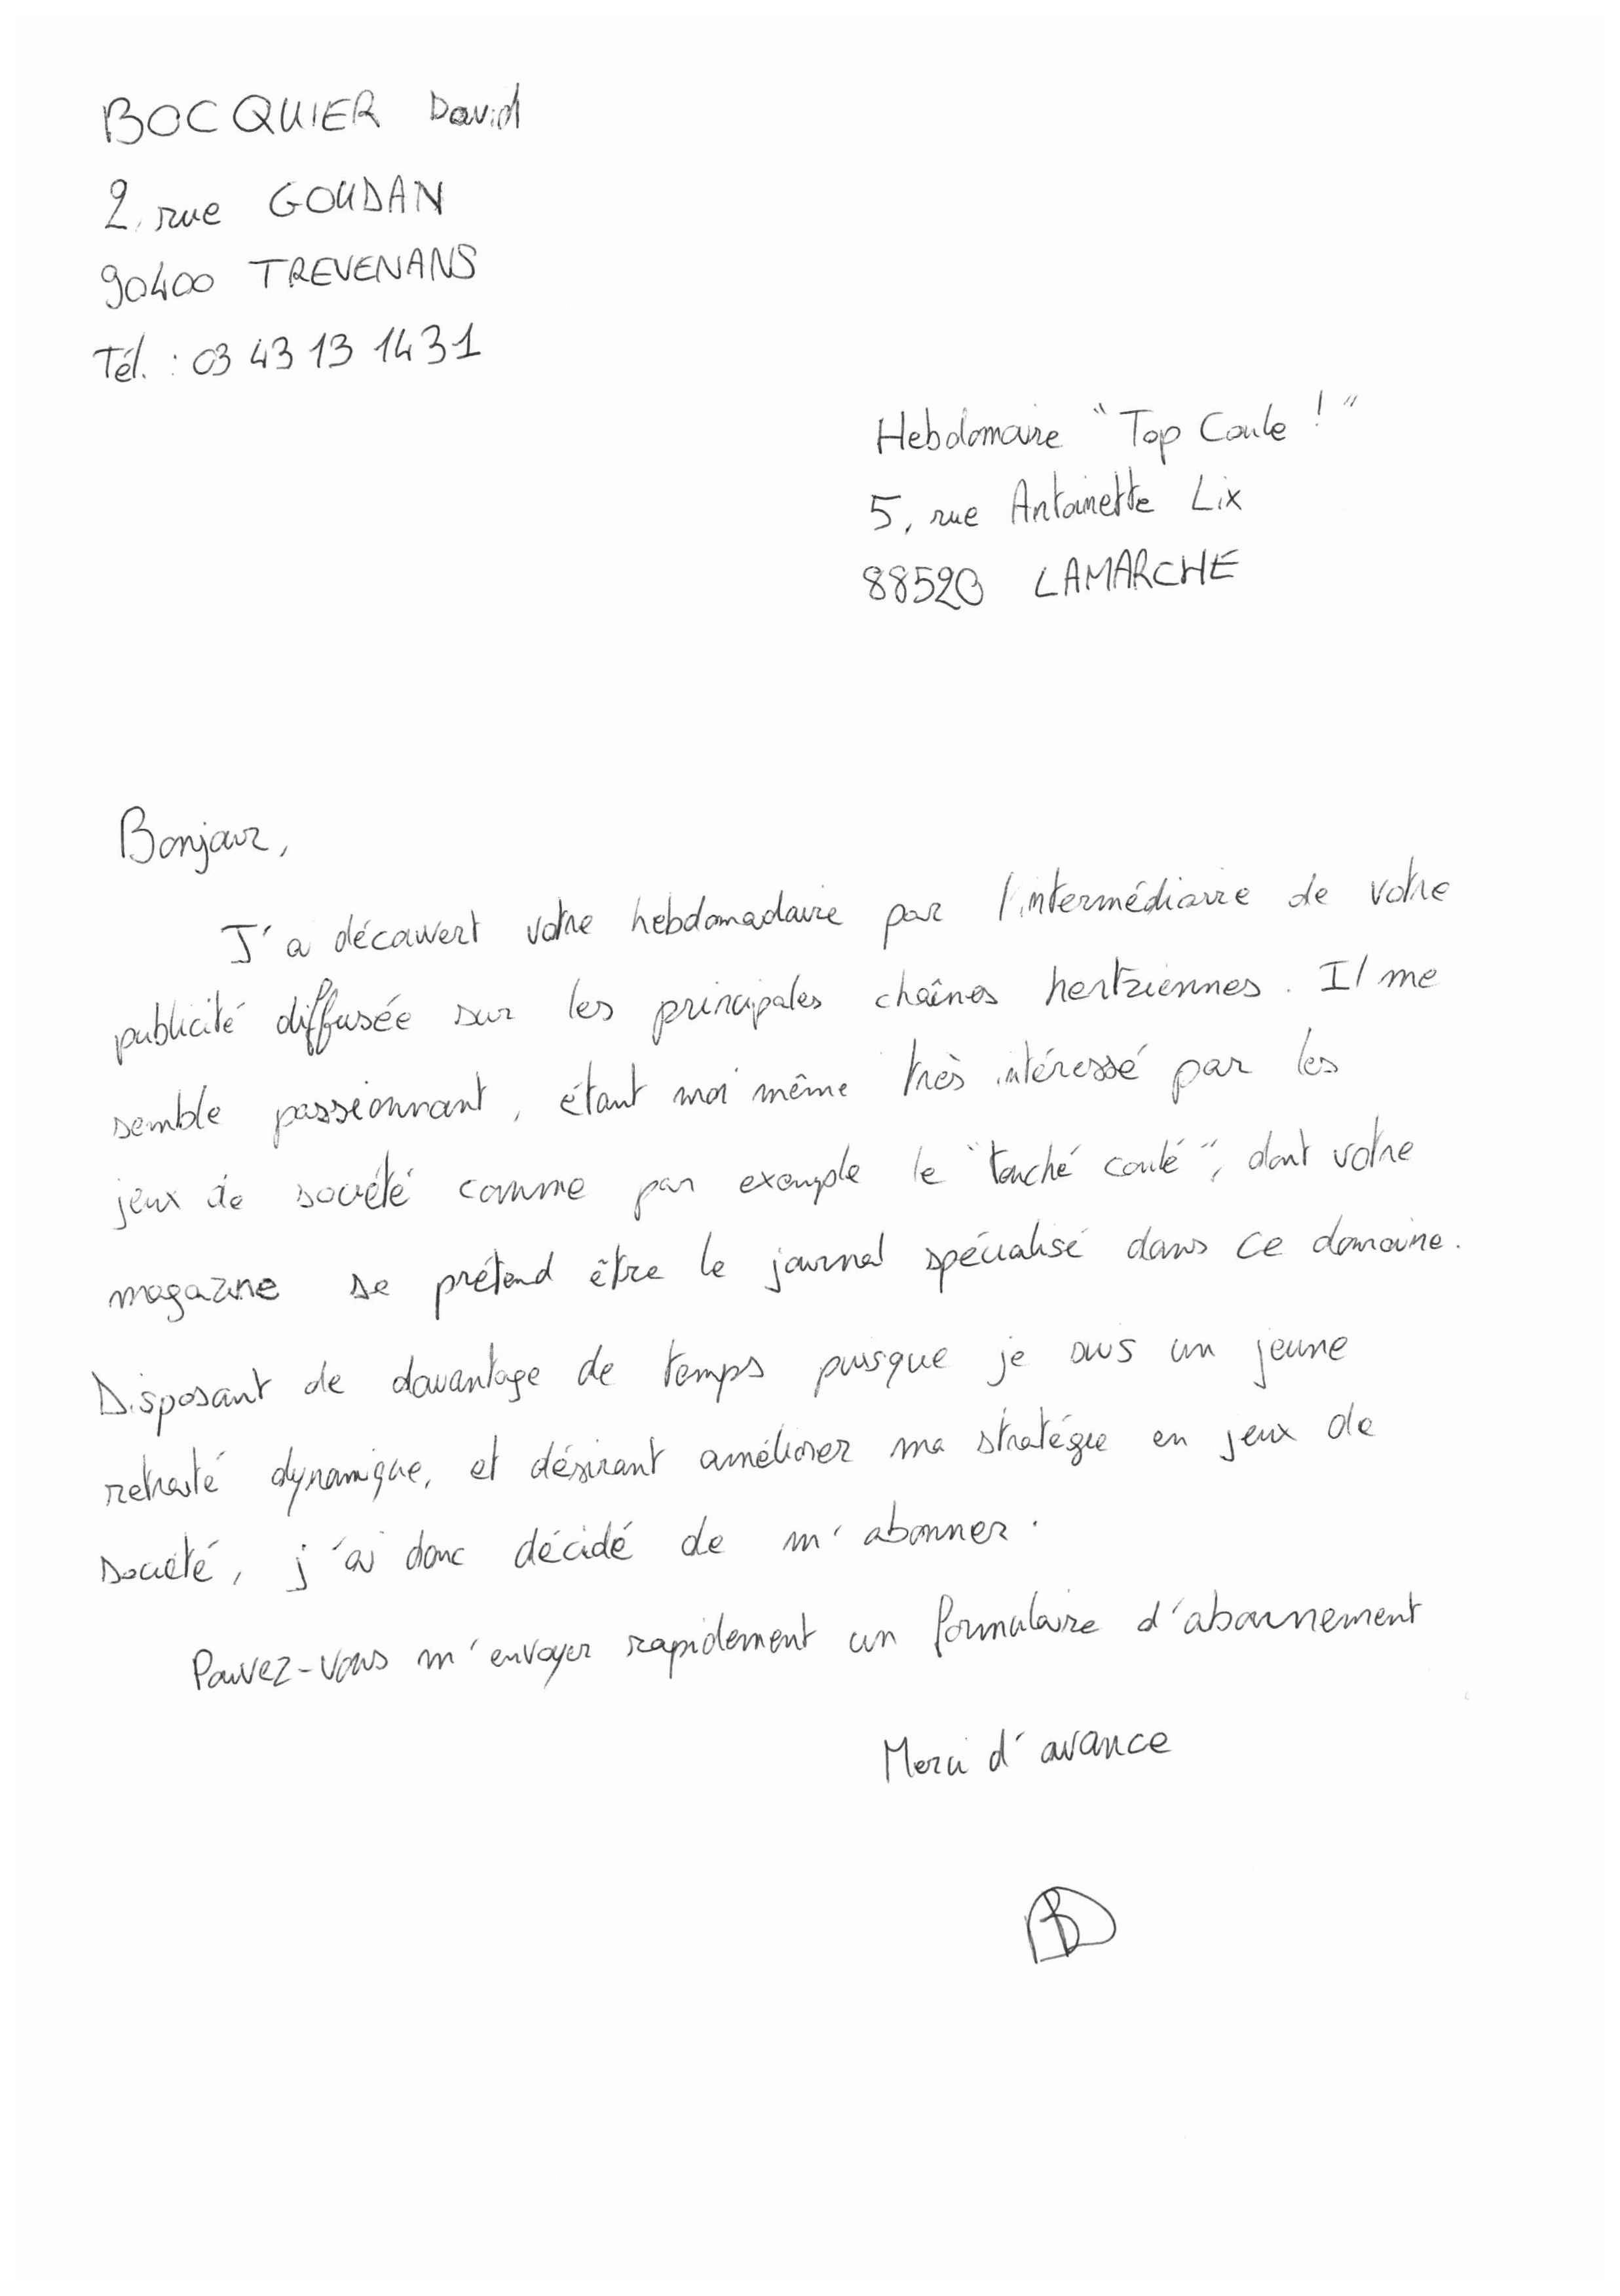 BOCQUIER David
2, rue GOUDAN
90400 TREVENANS
Tél. : 03 43 13 14 31
Hebdomaire "Top Coule !"
5, rue Antoinette Lix
88520 LAMARCHE
Bonjour,
J'a découvert votre hebdomadaire par l'intermédiaire de votre
publicité diffusée sur les principales chaînes hertziennes. Il me
semble passionnant, étant moi même très intéressé par les
jeux de société comme par exemple le "touché coulé", dont votre
magazine se prétend être le journal spécialisé dans ce domaine.
Disposant de davantage de temps puisque je suis un jeune
retraité dynamique, et désirant améliorer ma stratégie en jeux de
société, j'ai donc décidé de m'abonner.
Pouvez-vous m'envoyer rapidement un formulaire d'abonnement
Merci d'avance